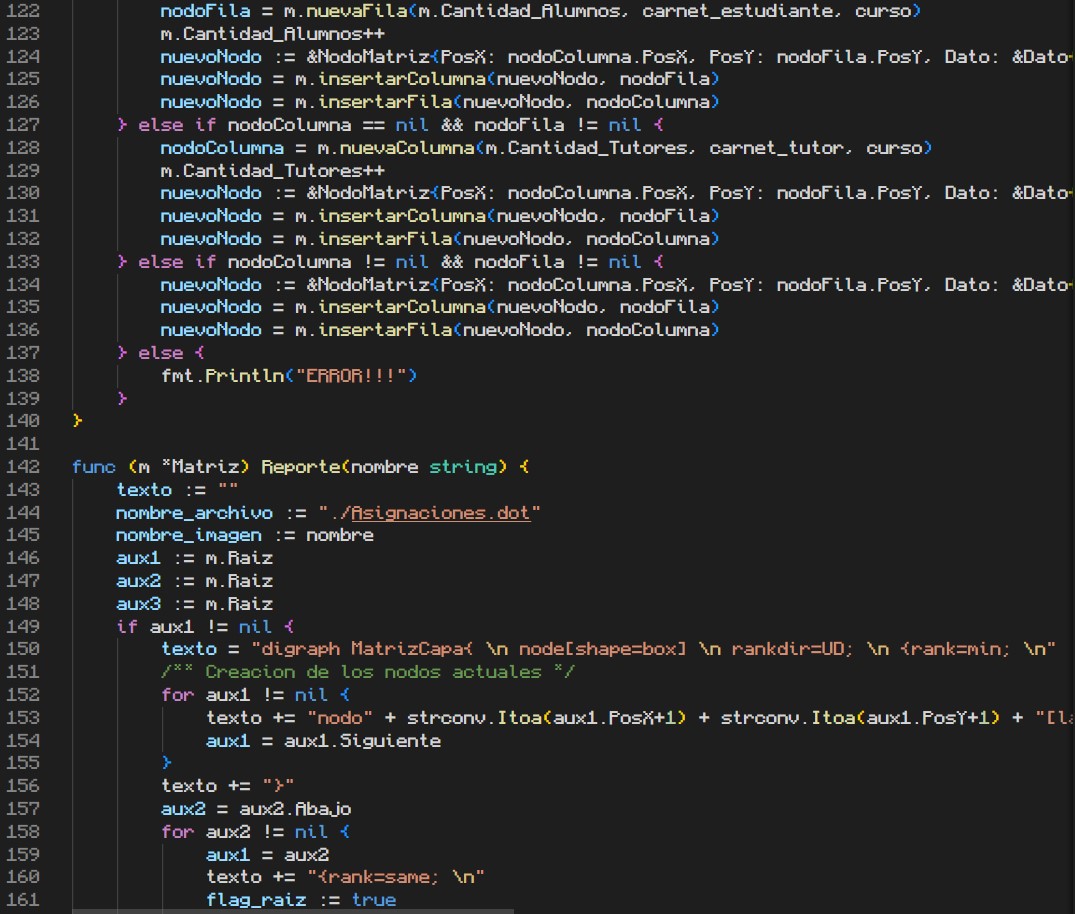 122 nodoFila = m.nuevaFila(m.Cantidad_Alumnos, carnet_estudiante, curso)
123 m.Cantidad_Alumnos++
124 nuevoNodo := &NodoMatriz{PosX: nodoColumna.PosX, PosY: nodoFila.PosY, Dato: &Dato
125 nuevoNodo = m.insertarColumna(nuevoNodo, nodoFila)
126 nuevoNodo = m.insertarFila(nuevoNodo, nodoColumna)
127 } else if nodoColumna == nil && nodoFila != nil {
128 nodoColumna = m.nuevaColumna(m.Cantidad_Tutores, carnet_tutor, curso)
129 m.Cantidad_Tutores++
130 nuevoNodo := &NodoMatriz{PosX: nodoColumna.PosX, PosY: nodoFila.PosY, Dato: &Dato
131 nuevoNodo = m.insertarColumna(nuevoNodo, nodoFila)
132 nuevoNodo = m.insertarFila(nuevoNodo, nodoColumna)
133 } else if nodoColumna != nil && nodoFila != nil {
134 nuevoNodo := &NodoMatriz{PosX: nodoColumna.PosX, PosY: nodoFila.PosY, Dato: &Dato
135 nuevoNodo = m.insertarColumna(nuevoNodo, nodoFila)
136 nuevoNodo = m.insertarFila(nuevoNodo, nodoColumna)
137 } else {
138 fmt.Println("ERROR!!!")
139 }
140 }
141
142 func (m *Matriz) Reporte(nombre string) {
143 texto := ""
144 nombre_archivo := "./Asignaciones.dot"
145 nombre_imagen := nombre
146 aux1 := m.Raiz
147 aux2 := m.Raiz
148 aux3 := m.Raiz
149 if aux1 != nil {
150 texto = "digraph MatrizCapa{ \n node[shape=box] \n rankdir=UD; \n {rank=min; \n"
151 /** Creacion de los nodos actuales */
152 for aux1 != nil {
153 texto += "nodo" + strconv.Itoa(aux1.PosX+1) + strconv.Itoa(aux1.PosY+1) + "[l
154 aux1 = aux1.Siguiente
155 }
156 texto += "}"
157 aux2 = aux2.Abajo
158 for aux2 != nil {
159 aux1 = aux2
160 texto += "{rank=same; \n"
161 flag_raiz := true